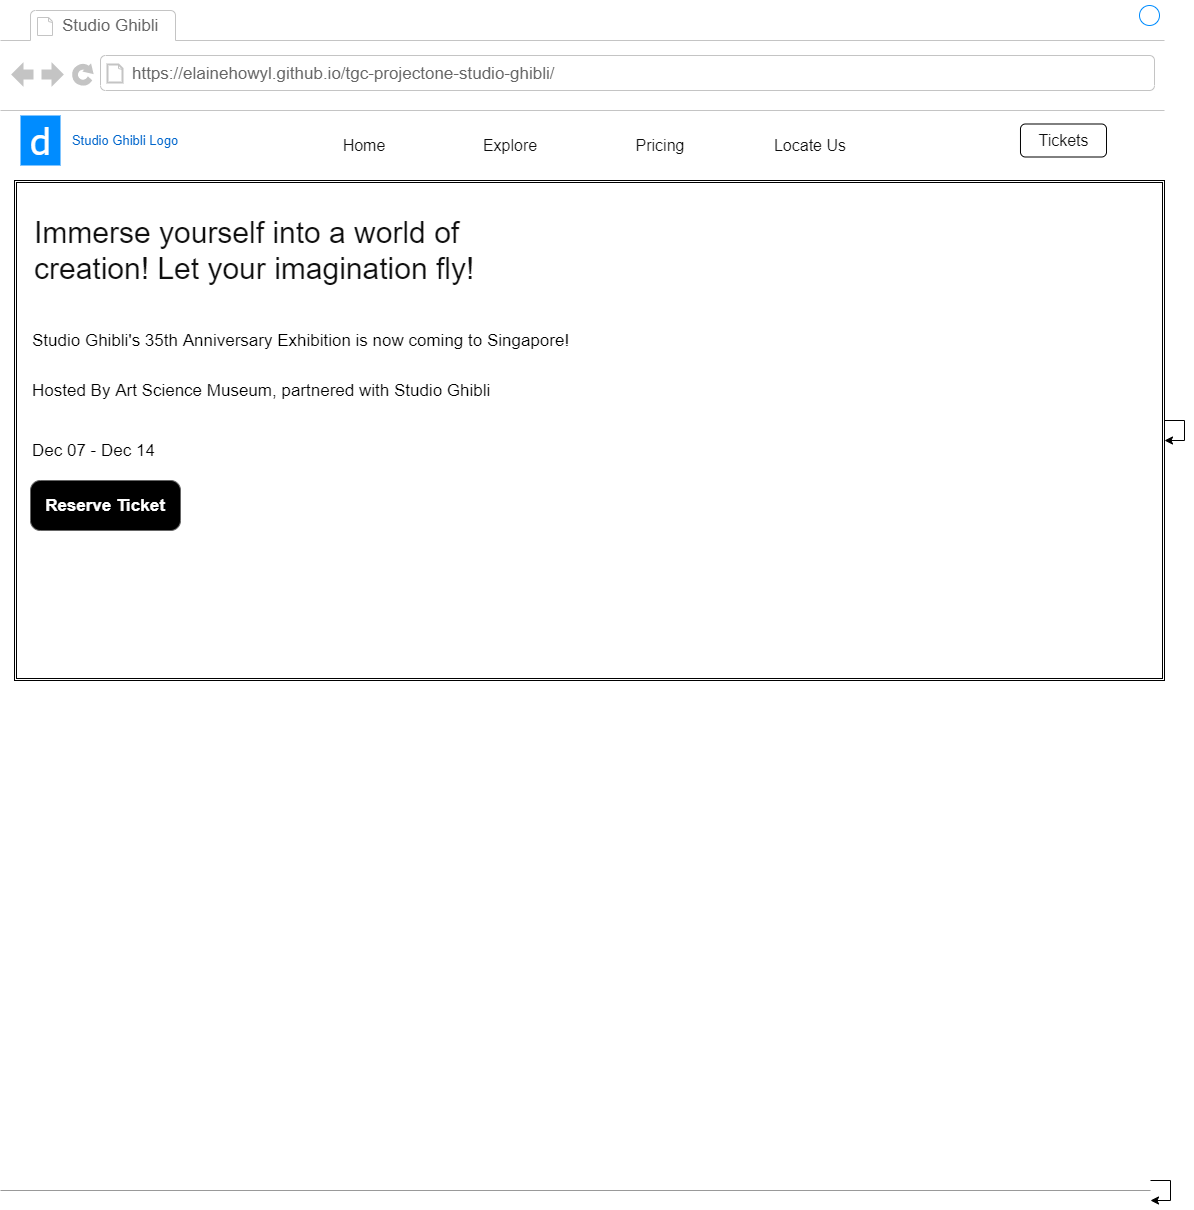 Studio Ghibli
https://elainehowyl.github.io/tgc-projectone-studio-ghibli/
d Studio Ghibli Logo Home Explore Pricing Locate Us Tickets
Immerse yourself into a world of
creation! Let your imagination fly!
Studio Ghibli's 35th Anniversary Exhibition is now coming to Singapore!
Hosted By Art Science Museum, partnered with Studio Ghibli
Dec 07 - Dec 14
Reserve Ticket